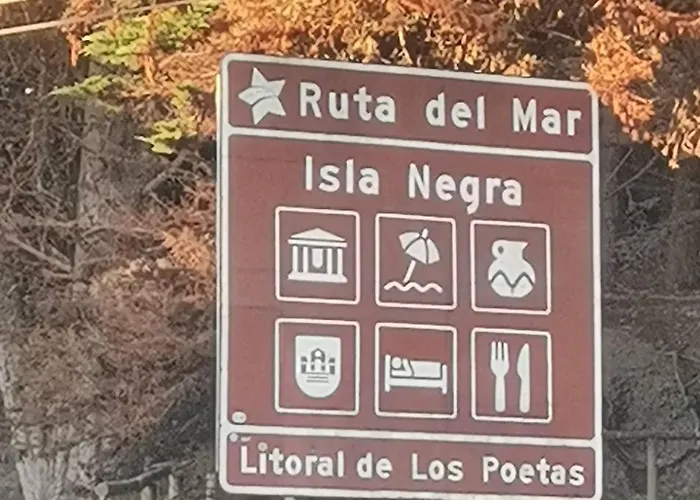 Ruta del Mar
Isla Negra
Litoral de Los Poetas